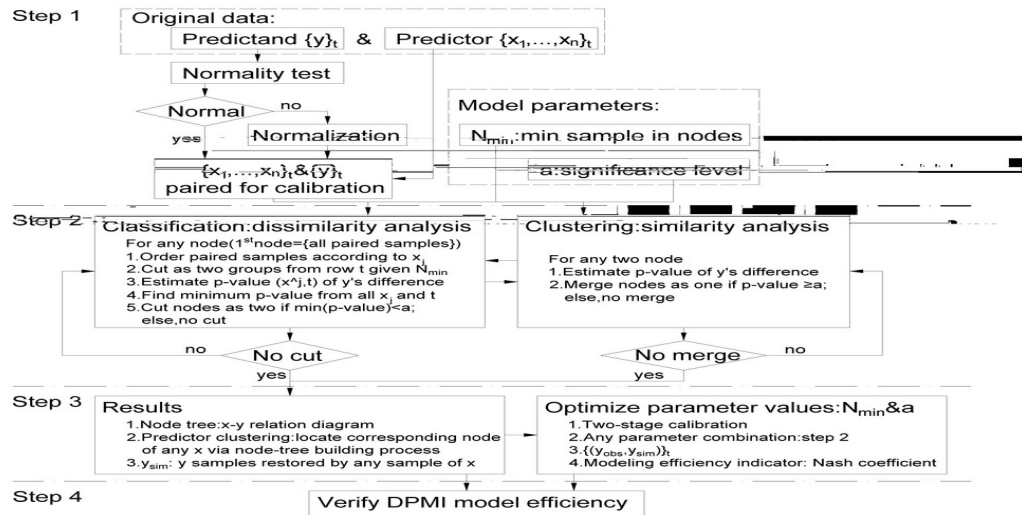 Step 1
Original data:
Predictand {y}t & Predictor {x1,...,xn}t
Normality test
Normal
no
yes
Normalization
Model parameters:
Nmin:min sample in nodes
a:significance level
{x1,...,xn}t&{y}t
paired for calibration
Step 2
Classification:dissimilarity analysis
For any node(1stnode={all paired samples})
1.Order paired samples according to xj
2.Cut as two groups from row t given Nmin
3.Estimate p-value (x^j,t) of y's difference
4.Find minimum p-value from all xj and t
5.Cut nodes as two if min(p-value)<a;
else,no cut
Clustering:similarity analysis
For any two node
1.Estimate p-value of y's difference
2.Merge nodes as one if p-value ≥a;
else,no merge
no
No cut
yes
No merge
no
yes
Step 3
Results
1.Node tree:x-y relation diagram
2.Predictor clustering:locate corresponding node
of any x via node-tree building process
3.ysim: y samples restored by any sample of x
Optimize parameter values:Nmin&a
1.Two-stage calibration
2.Any parameter combination:step 2
3.{(yobs,ysim)}t
4.Modeling efficiency indicator: Nash coefficient
Step 4
Verify DPMI model efficiency